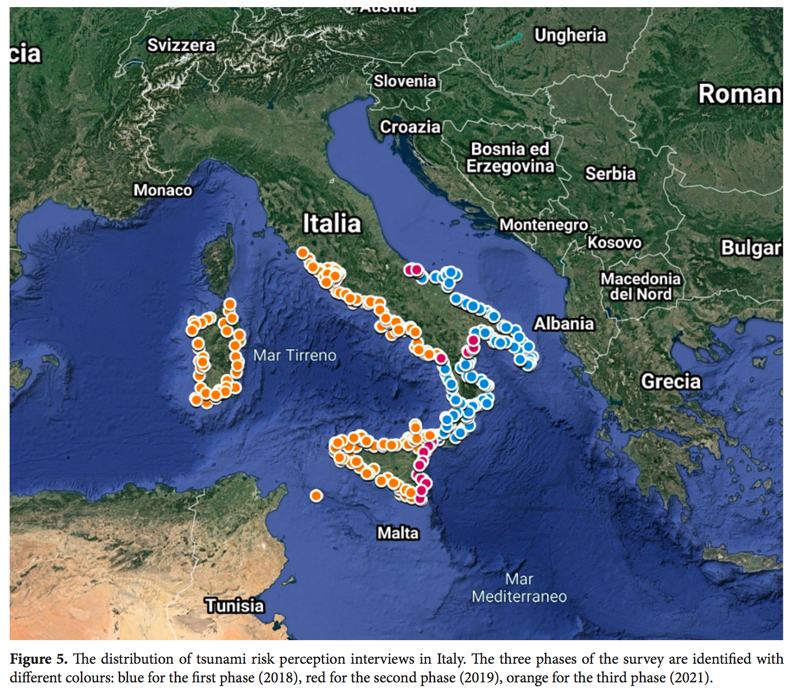 Austria
Svizzera
Ungheria
cia
Slovenia
Roman
Croazia
Bosnia ed
Erzegovina
Serbia
Monaco
Italia
Montenegro
Kosovo
Bulgar
Macedonia
del Nord
Albania
Mar Tirreno
Grecia
Malta
Mar
Mediterraneo
Tunisia
Figure 5. The distribution of tsunami risk perception interviews in Italy. The three phases of the survey are identified with
different colours: blue for the first phase (2018), red for the second phase (2019), orange for the third phase (2021).